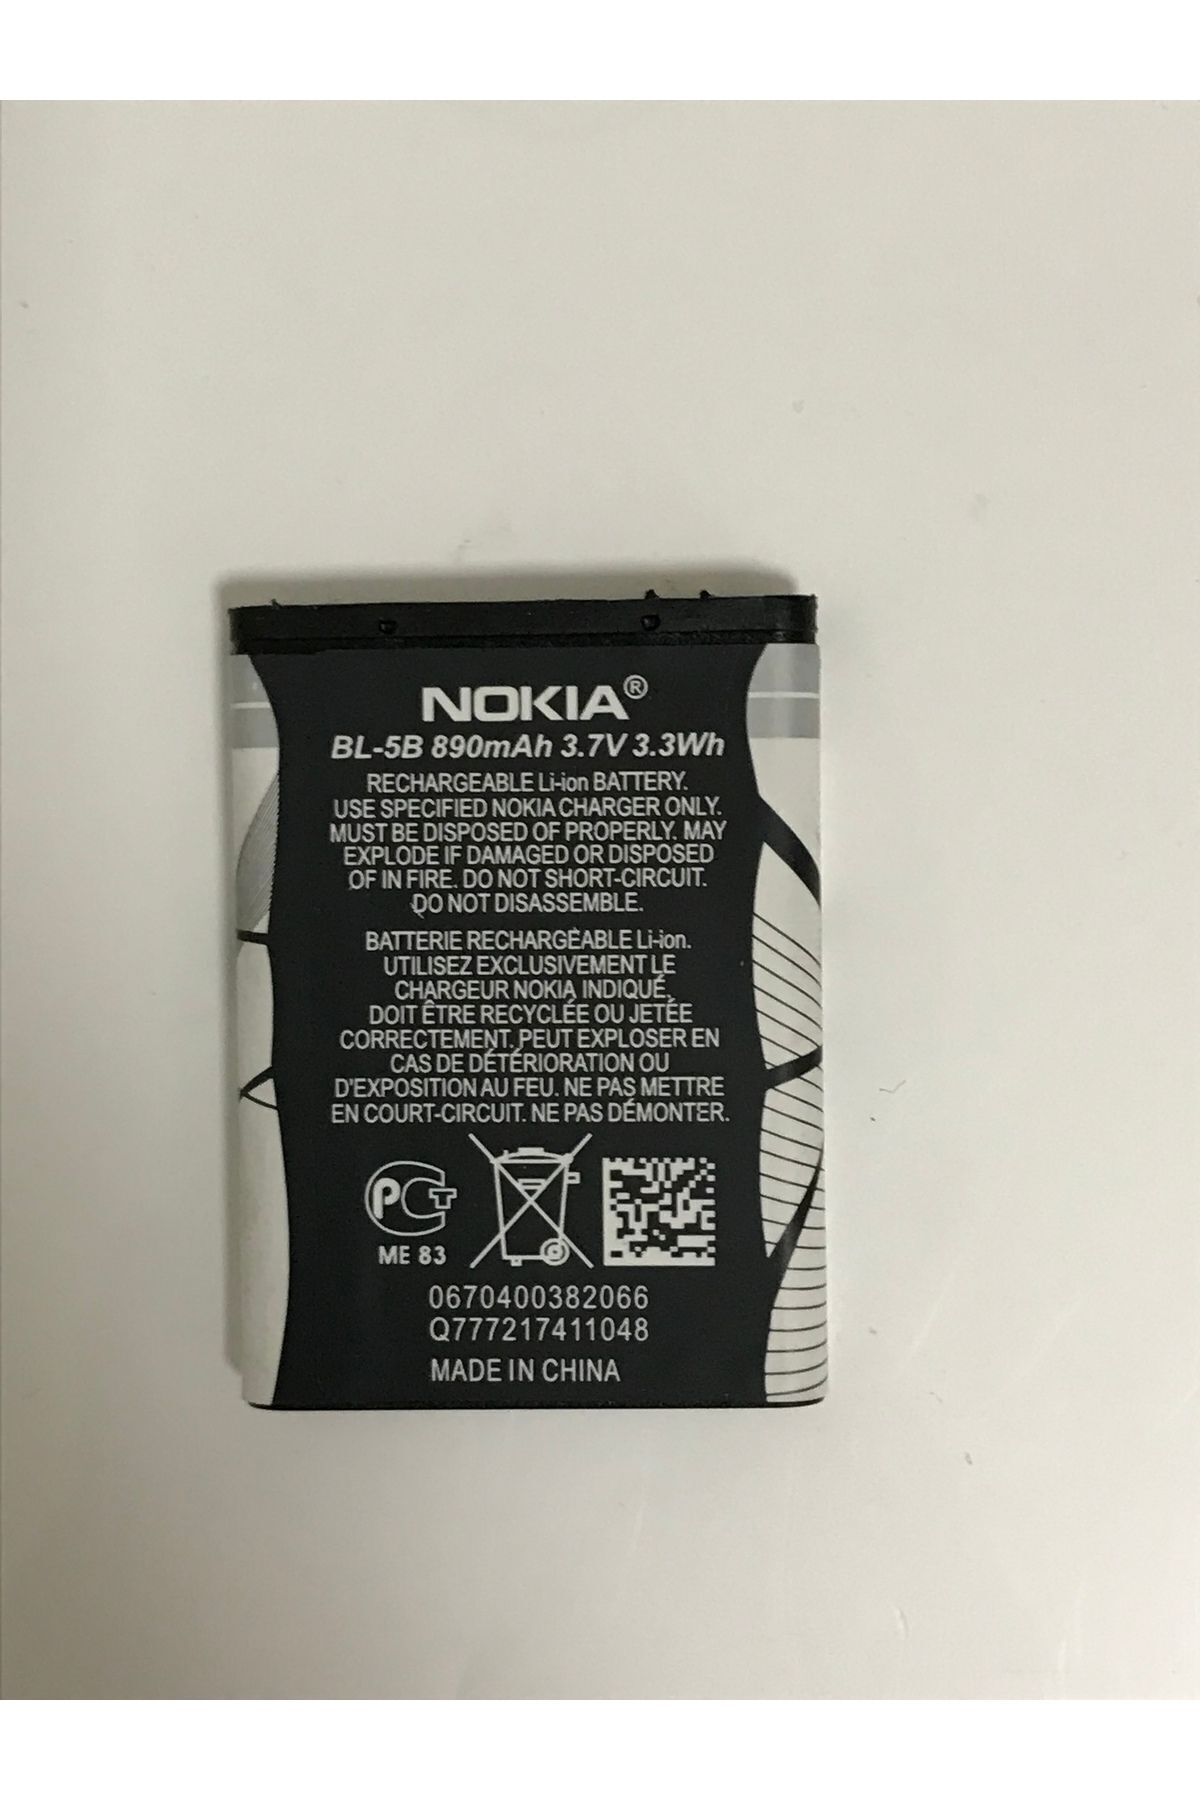 NOKIA®
BL-5B 890mAh 3.7V 3.3Wh
RECHARGEABLE Li-ion BATTERY.
USE SPECIFIED NOKIA CHARGER ONLY.
MUST BE DISPOSED OF PROPERLY. MAY
EXPLODE IF DAMAGED OR DISPOSED
OF IN FIRE. DO NOT SHORT-CIRCUIT.
DO NOT DISASSEMBLE.
BATTERIE RECHARGEABLE Li-ion.
UTILISEZ EXCLUSIVEMENT LE
CHARGEUR NOKIA INDIQUÉ.
DOIT ÊTRE RECYCLÉE OU JETÉE
CORRECTEMENT. PEUT EXPLOSER EN
CAS DE DÉTÉRIORATION OU
D'EXPOSITION AU FEU. NE PAS METTRE
EN COURT-CIRCUIT. NE PAS DÉMONTER.
РСТ
ME 83
0670400382066
Q777217411048
MADE IN CHINA